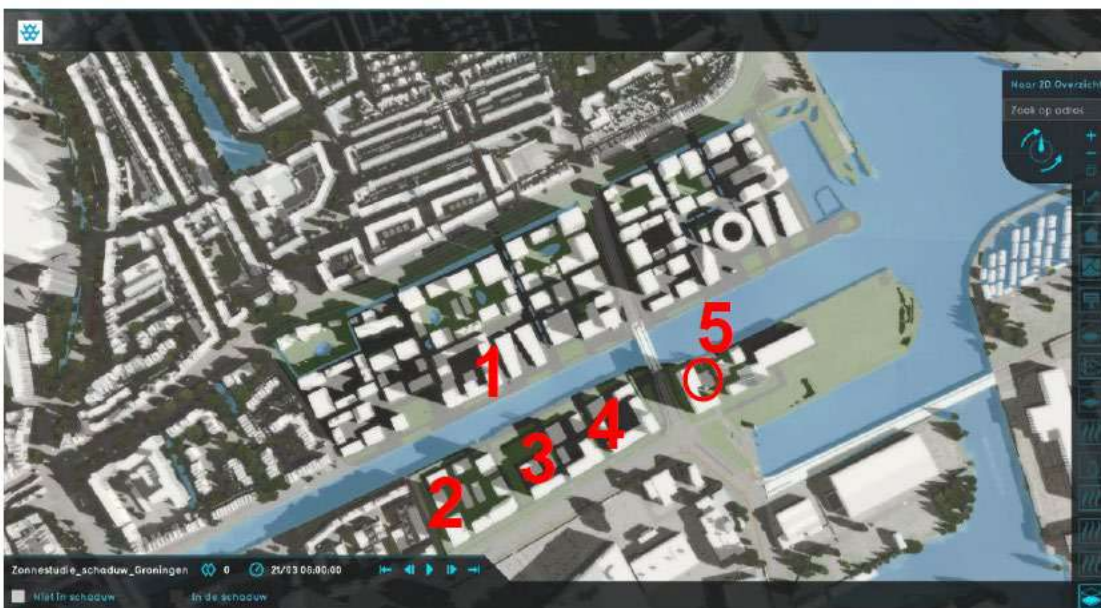 Naar 2D Overzicht
Zoek op adres
5
1
4
3
2
Zonnestudie_schaduw_Groningen 0 21/03 06:00:00
Niet in schaduw In de schaduw